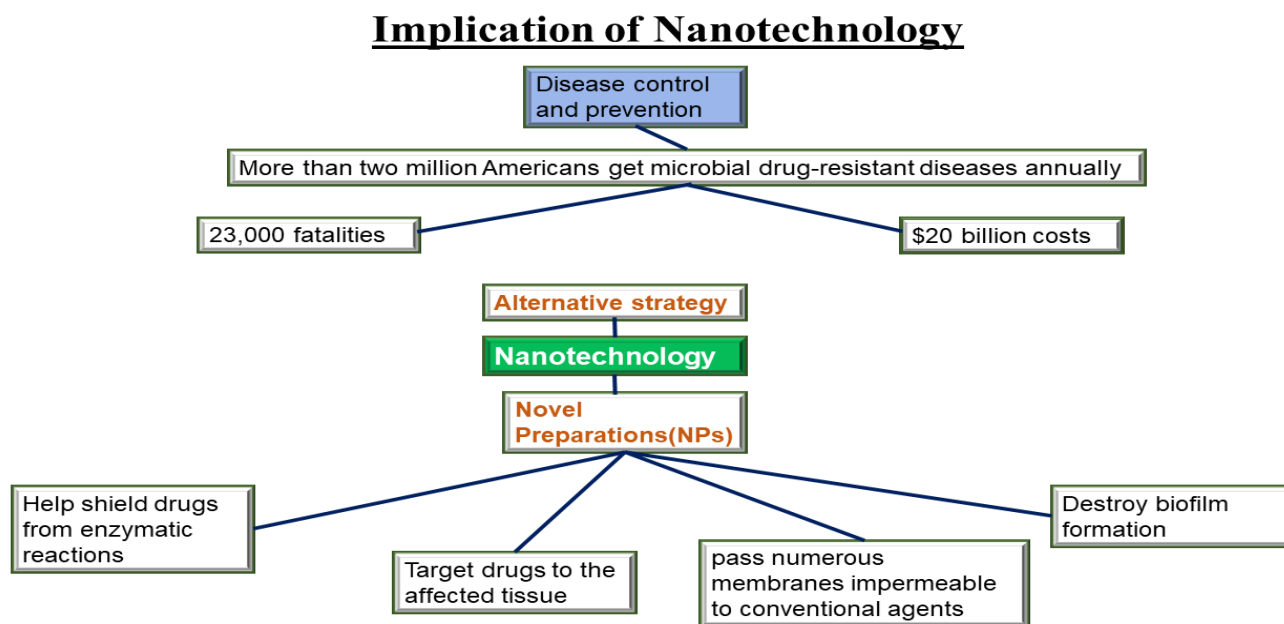 Implication of Nanotechnology
Disease control
and prevention
More than two million Americans get microbial drug-resistant diseases annually
23,000 fatalities
$20 billion costs
Alternative strategy
Nanotechnology
Novel
Preparations(NPs)
Help shield drugs
from enzymatic
reactions
Target drugs to the
affected tissue
pass numerous
membranes impermeable
to conventional agents
Destroy biofilm
formation